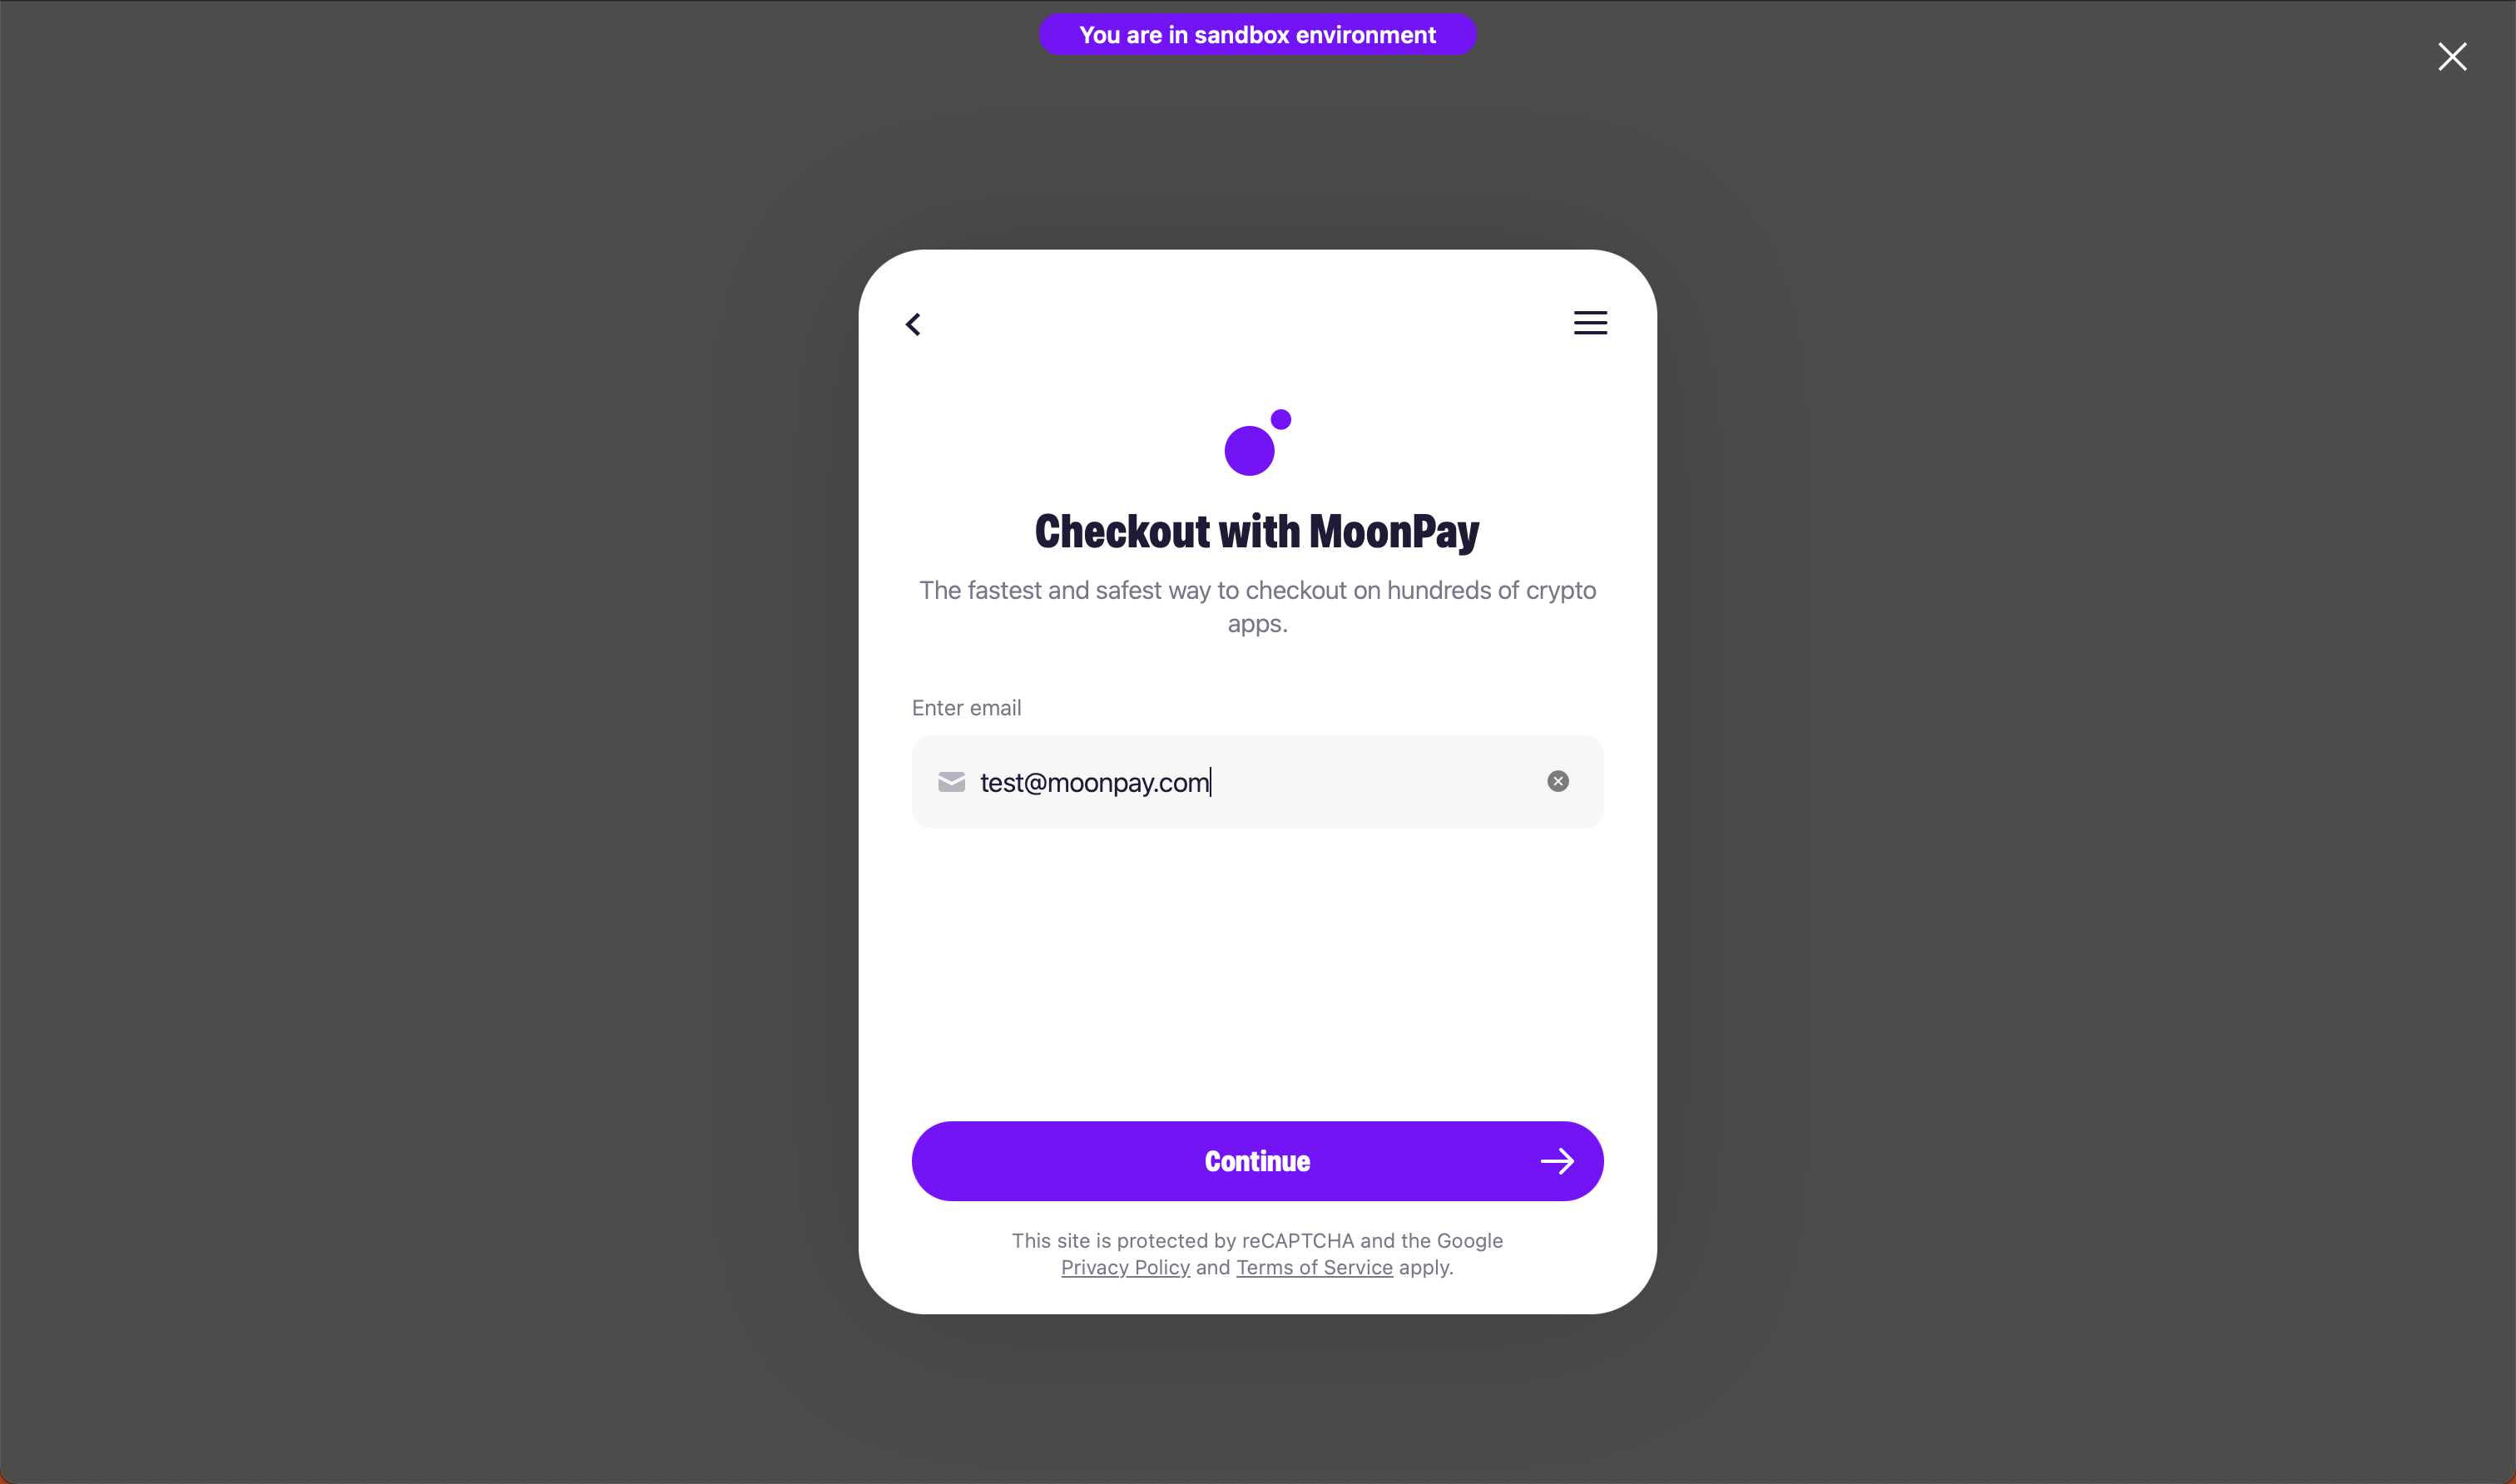 You are in sandbox environment
Checkout with MoonPay
The fastest and safest way to checkout on hundreds of crypto
apps.
Enter email
test@moonpay.com
Continue
This site is protected by reCAPTCHA and the Google
Privacy Policy and Terms of Service apply.